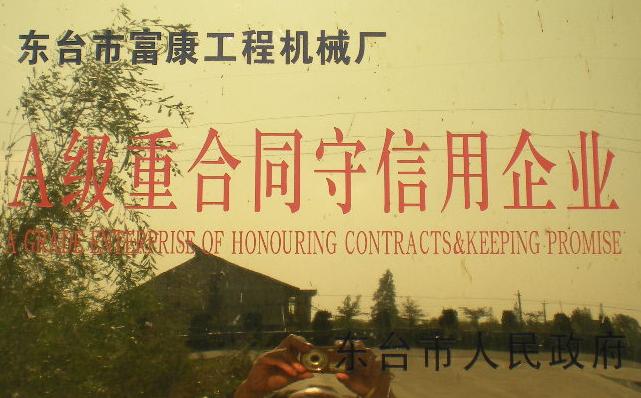 东台市富康工程机械厂
A级重合同守信用企业
A GRADE ENTERPRISE OF HONOURING CONTRACTS&KEEPING PROMISE
东台市人民政府